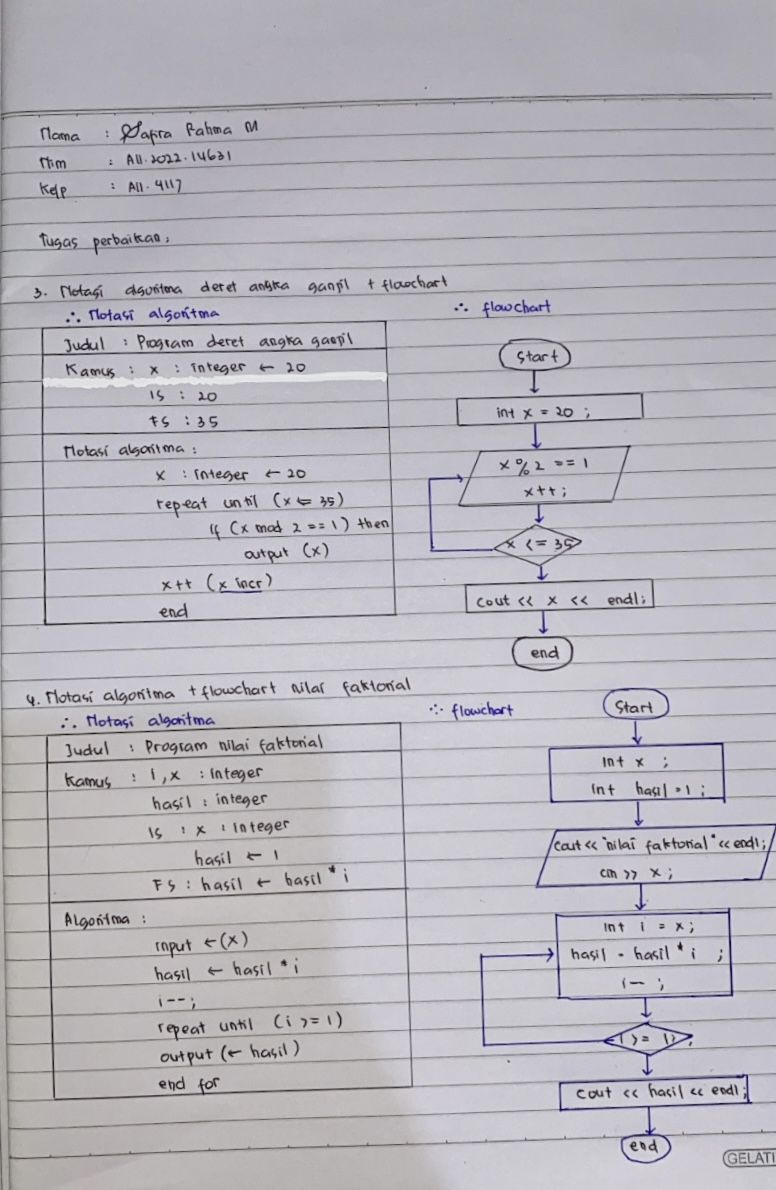 Nama : Safira Rahma M
Nim : A11.2022.14631
Kelp : A11.4117
Tugas perbaikan:
3. Notasi algoritma deret angka ganjil + flowchart
∴ Notasi algoritma
Judul : Program deret angka ganjil
Kamus : x : integer ← 20
IS : 20
FS : 35
Notasi algoritma :
x : integer ← 20
repeat until (x <= 35)
if (x mod 2 == 1) then
output (x)
x++ (x incr)
end
∴ flowchart
Start
int x = 20 ;
x % 2 == 1
x++;
x <= 35
cout << x << endl;
end
4. Notasi algoritma + flowchart nilai faktorial
∴ Notasi algoritma
Judul : Program nilai faktorial
Kamus : i,x : integer
hasil : integer
IS : x : integer
hasil ← 1
FS : hasil ← hasil * i
Algoritma :
input ← (x)
hasil ← hasil * i
i--;
repeat until (i >= 1)
output (← hasil)
end for
∴ flowchart
Start
int x ;
int hasil = 1 ;
cout << "nilai faktorial" << endl;
cin >> x ;
int i = x;
hasil = hasil * i ;
i-- ;
i >= 1 ;
cout << hasil << endl;
end
GELATI